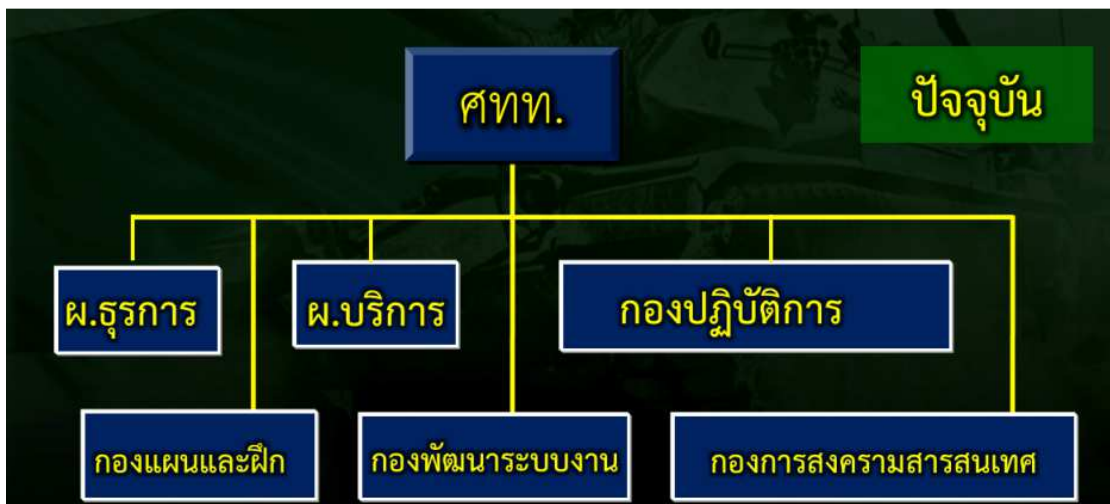 ศทท.
ปัจจุบัน
ผ.ธุรการ
ผ.บริการ
กองปฏิบัติการ
กองแผนและฝึก
กองพัฒนาระบบงาน
กองการสงครามสารสนเทศ